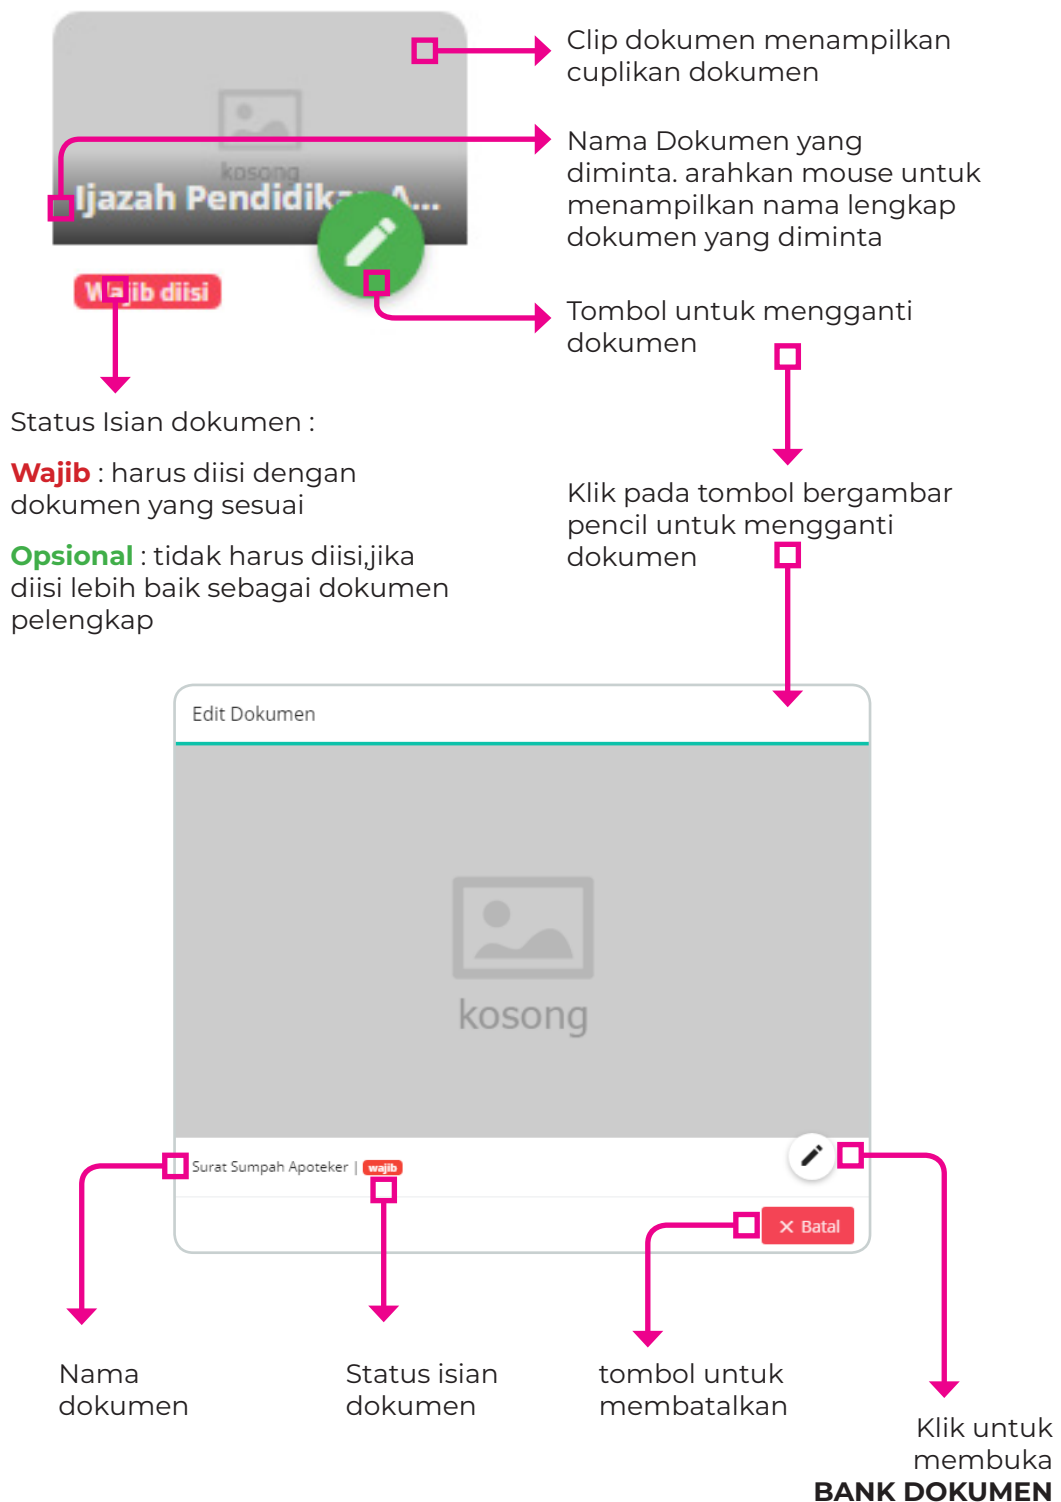 Clip dokumen menampilkan
cuplikan dokumen
kosong
Ijazah Pendidikan A...
Nama Dokumen yang
diminta. arahkan mouse untuk
menampilkan nama lengkap
dokumen yang diminta
Wajib diisi
Tombol untuk mengganti
dokumen
Status Isian dokumen :
Wajib : harus diisi dengan
dokumen yang sesuai
Opsional : tidak harus diisi,jika
diisi lebih baik sebagai dokumen
pelengkap
Klik pada tombol bergambar
pencil untuk mengganti
dokumen
Edit Dokumen
kosong
Surat Sumpah Apoteker | wajib
× Batal
Nama
dokumen
Status isian
dokumen
tombol untuk
membatalkan
Klik untuk
membuka
BANK DOKUMEN